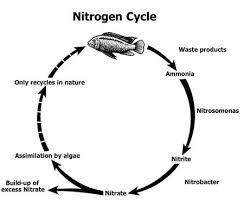 Nitrogen Cycle
Waste products
Ammonia
Nitrosomonas
Nitrite
Nitrobacter
Nitrate
Build-up of
excess Nitrate
Assimilation by algae
Only recycles in nature